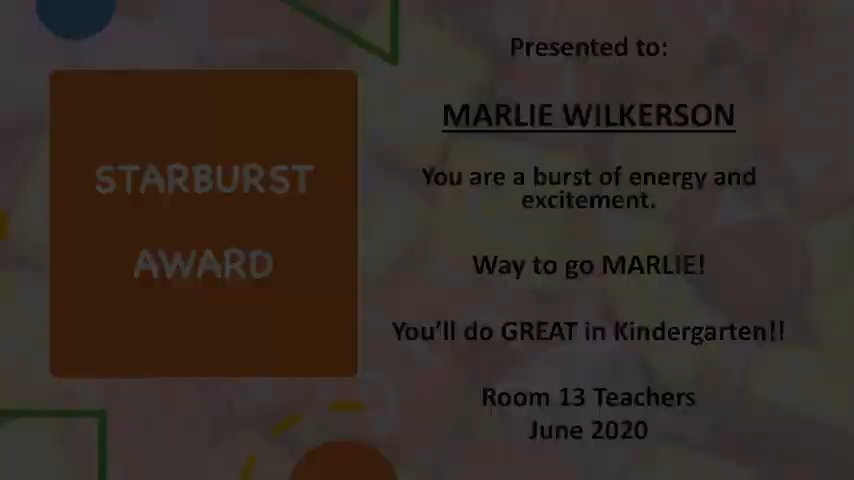 STARBURST
AWARD
Presented to:
MARLIE WILKERSON
You are a burst of energy and
excitement.
Way to go MARLIE!
You'll do GREAT in Kindergarten!!
Room 13 Teachers
June 2020